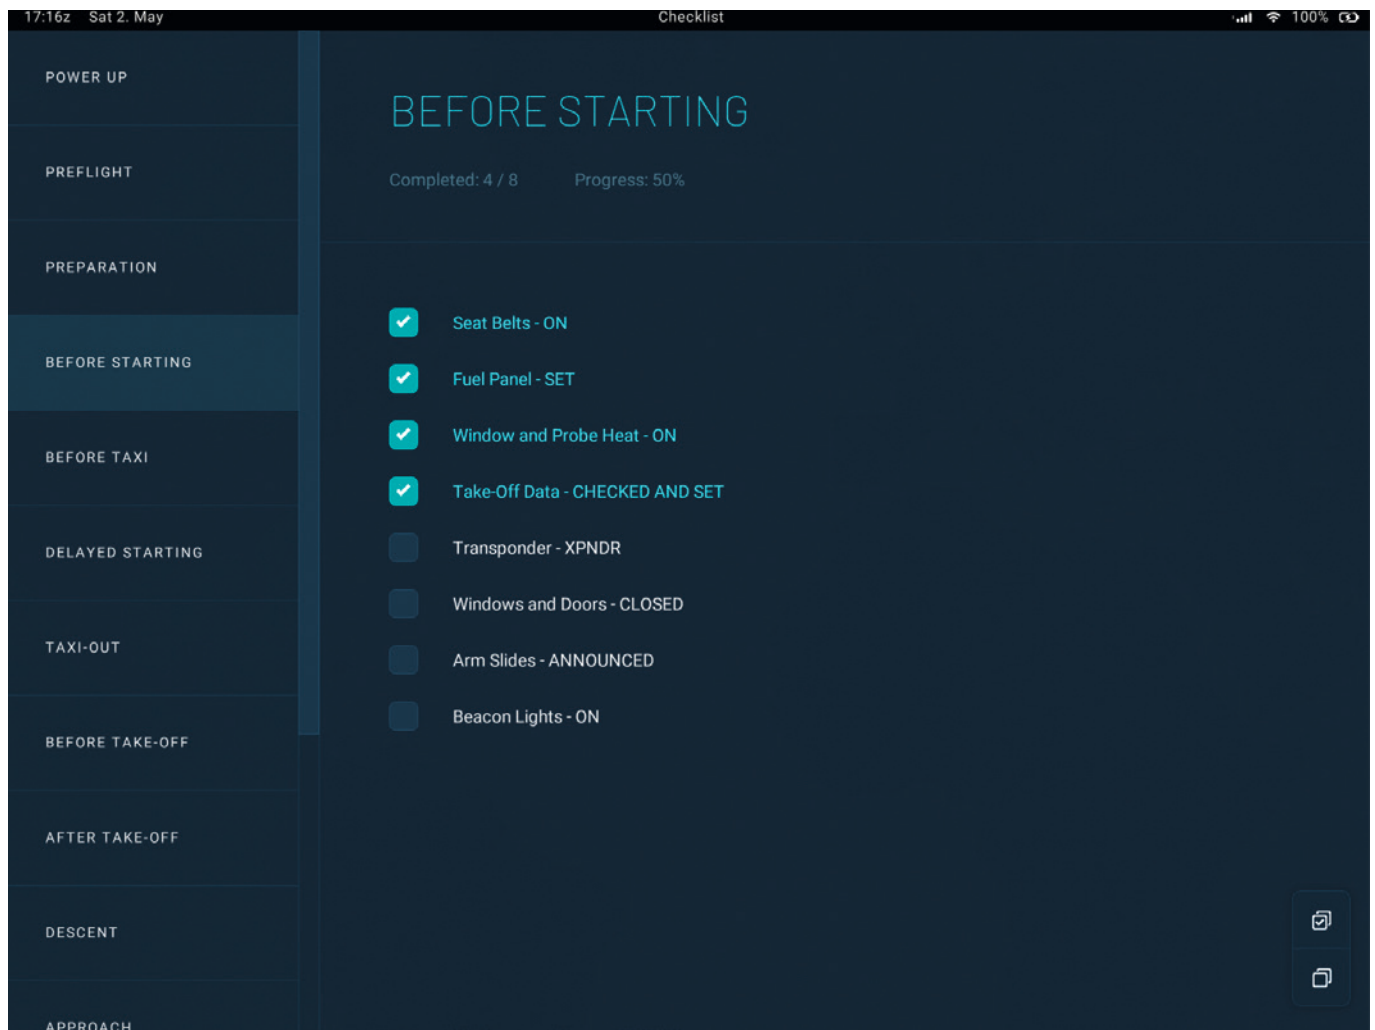 17:16z Sat 2. May Checklist 100%
POWER UP
PREFLIGHT
PREPARATION
BEFORE STARTING
BEFORE TAXI
DELAYED STARTING
TAXI-OUT
BEFORE TAKE-OFF
AFTER TAKE-OFF
DESCENT
APPROACH
BEFORE STARTING
Completed: 4 / 8 Progress: 50%
Seat Belts - ON
Fuel Panel - SET
Window and Probe Heat - ON
Take-Off Data - CHECKED AND SET
Transponder - XPNDR
Windows and Doors - CLOSED
Arm Slides - ANNOUNCED
Beacon Lights - ON